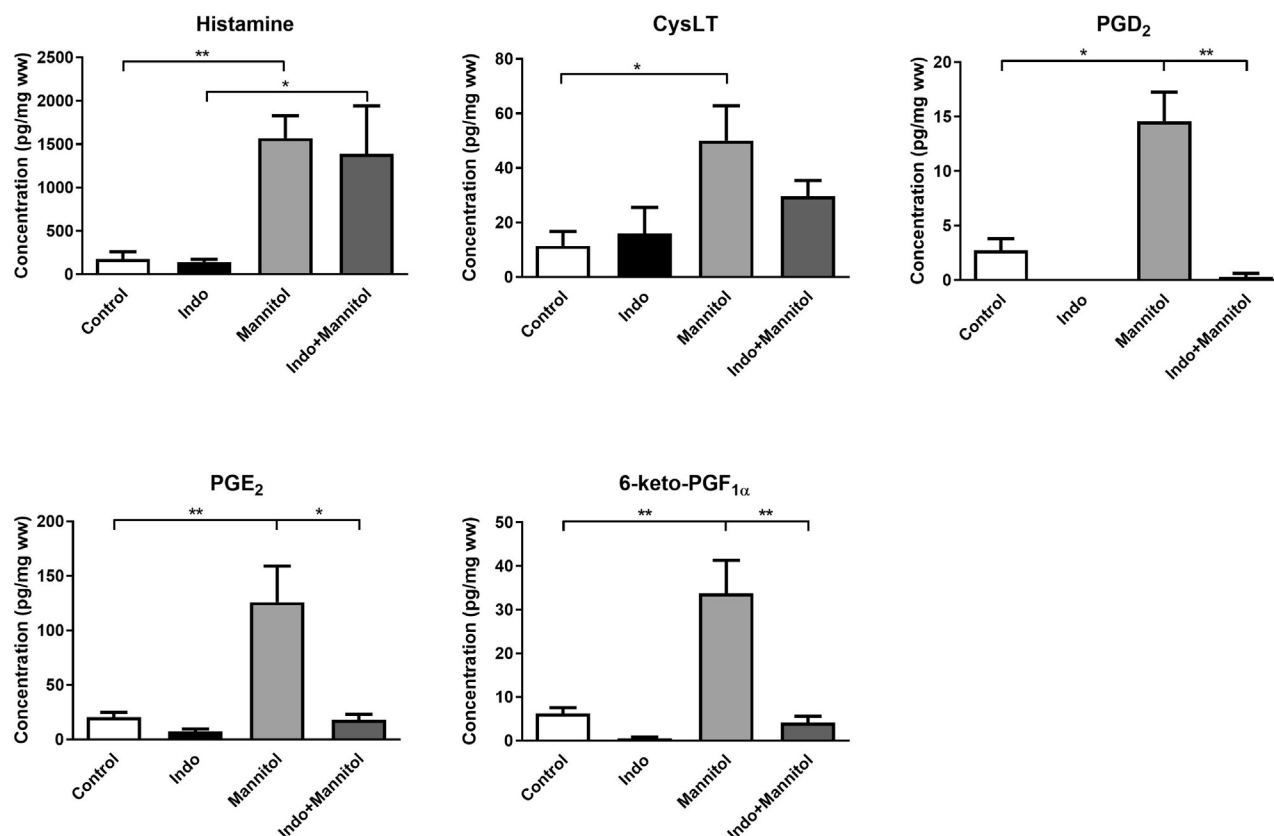 Histamine
**
*
2500
2000
1500
1000
500
0
Concentration (pg/mg ww)
Control
Indo
Mannitol
Indo+Mannitol
CysLT
*
80
60
40
20
0
Concentration (pg/mg ww)
Control
Indo
Mannitol
Indo+Mannitol
PGD₂
* **
20
15
10
5
0
Concentration (pg/mg ww)
Control
Indo
Mannitol
Indo+Mannitol
PGE₂
** *
200
150
100
50
0
Concentration (pg/mg ww)
Control
Indo
Mannitol
Indo+Mannitol
6-keto-PGF₁α
** **
50
40
30
20
10
0
Concentration (pg/mg ww)
Control
Indo
Mannitol
Indo+Mannitol